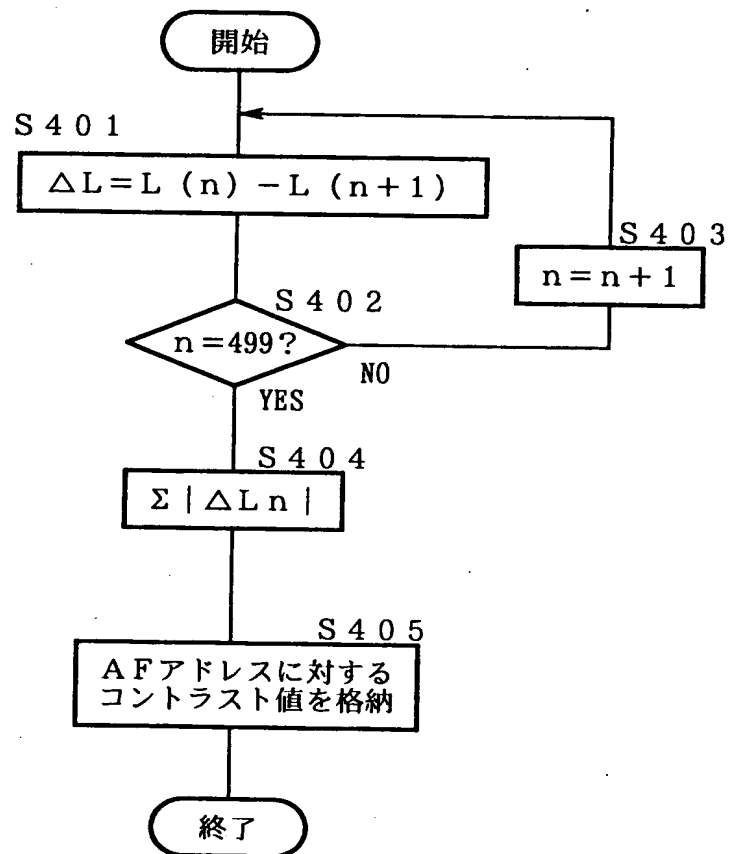 開始
S401
△L=L (n) -L (n+1)
S403
n=n+1
S402
n=499?
NO
YES
S404
Σ|△Ln|
S405
AFアドレスに対する
コントラスト値を格納
終了